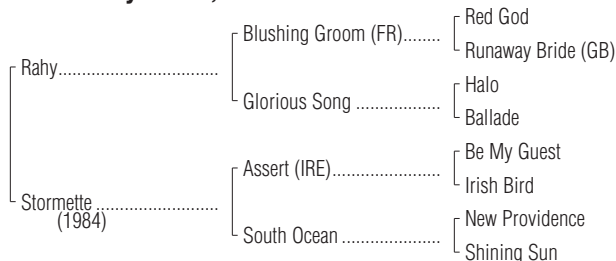 Red God
Blushing Groom (FR)........
Runaway Bride (GB)
Rahy..................................
Halo
Glorious Song ..................
Ballade
Be My Guest
Assert (IRE).......................
Irish Bird
Stormette..........................
(1984)
New Providence
South Ocean .....................
Shining Sun